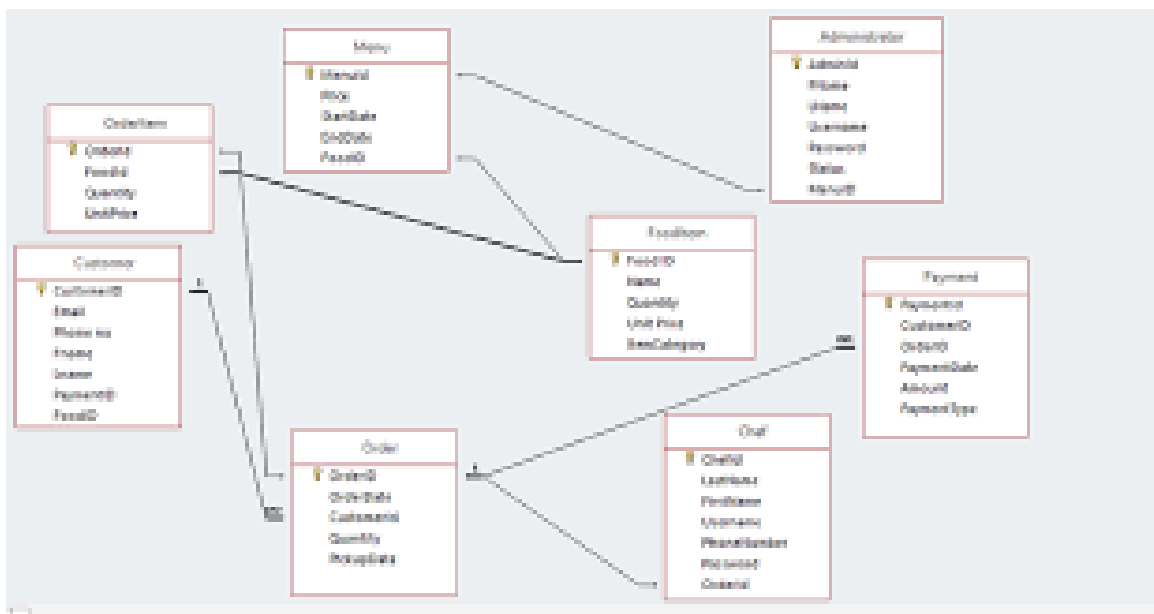 Menu
MenuId
Price
StartDate
EndDate
FoodID
Administrator
AdminId
Username
Password
Status
MenuID
OrderItem
OrderId
FoodId
Quantity
UnitPrice
FoodItem
FoodID
Name
Quantity
Unit Price
ItemCategory
Customer
CustomerID
Email
Phone no
Fname
Lname
PaymentID
FoodID
Payment
PaymentId
CustomerID
OrderID
PaymentDate
Amount
PaymentType
Order
OrderID
OrderDate
CustomerId
Quantity
PickupDate
Chef
ChefId
LastName
FirstName
Username
PhoneNumber
Password
OrderId
1
1